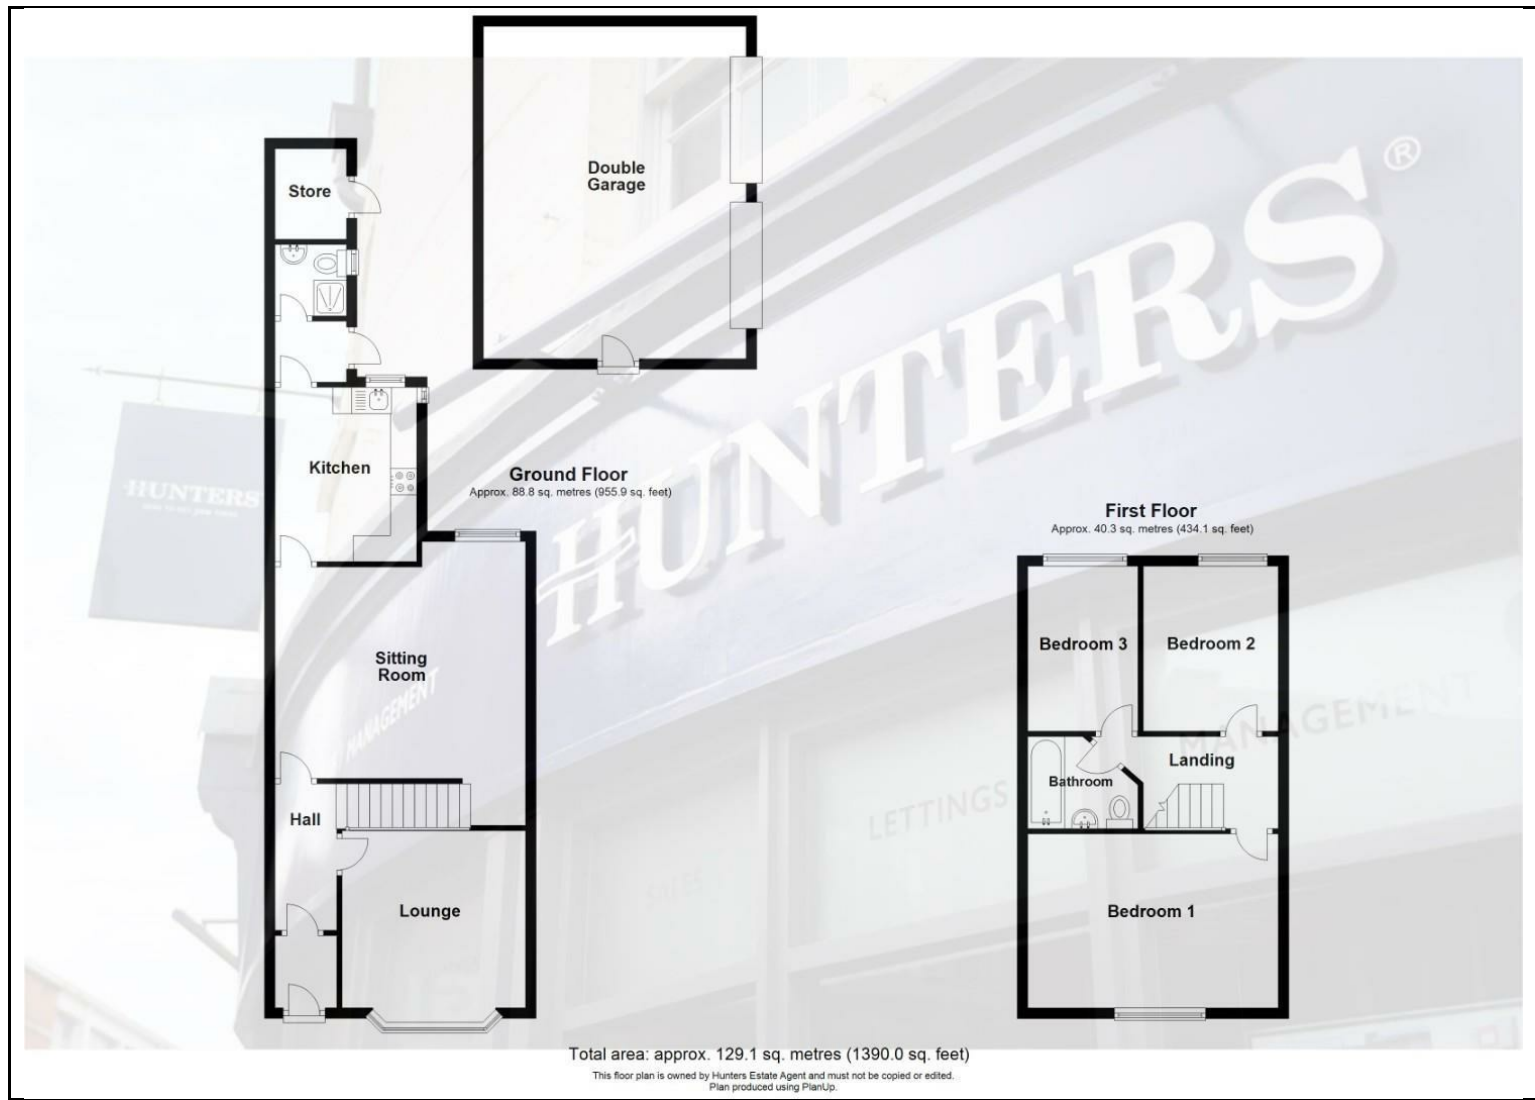 Double
Garage
Store
Kitchen
Ground Floor
Approx. 88.8 sq. metres (955.9 sq. feet)
Sitting
Room
Hall
Lounge
First Floor
Approx. 40.3 sq. metres (434.1 sq. feet)
Bedroom 3
Bedroom 2
Landing
Bathroom
Bedroom 1
HUNTERS®
HUNTERS
MANAGEMENT
MANAGEMENT
LETTINGS
SALES
Total area: approx. 129.1 sq. metres (1390.0 sq. feet)
This floor plan is owned by Hunters Estate Agent and must not be copied or edited.
Plan produced using PlanUp.